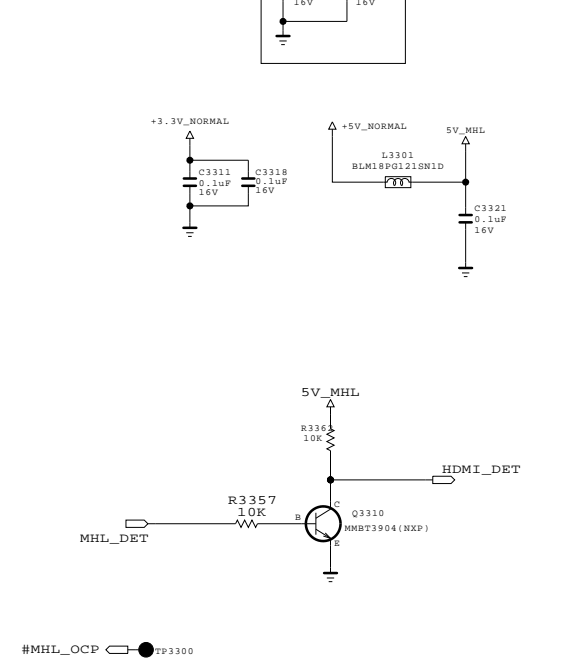 16V
16V
+3.3V_NORMAL
C3311
0.1uF
16V
C3318
0.1uF
16V
+5V_NORMAL
5V_MHL
L3301
BLM18PG121SN1D
C3321
0.1uF
16V
5V_MHL
10K
HDMI_DET
R3357
10K
B
C
E
Q3310
MMBT3904(NXP)
MHL_DET
#MHL_OCP
TP3300